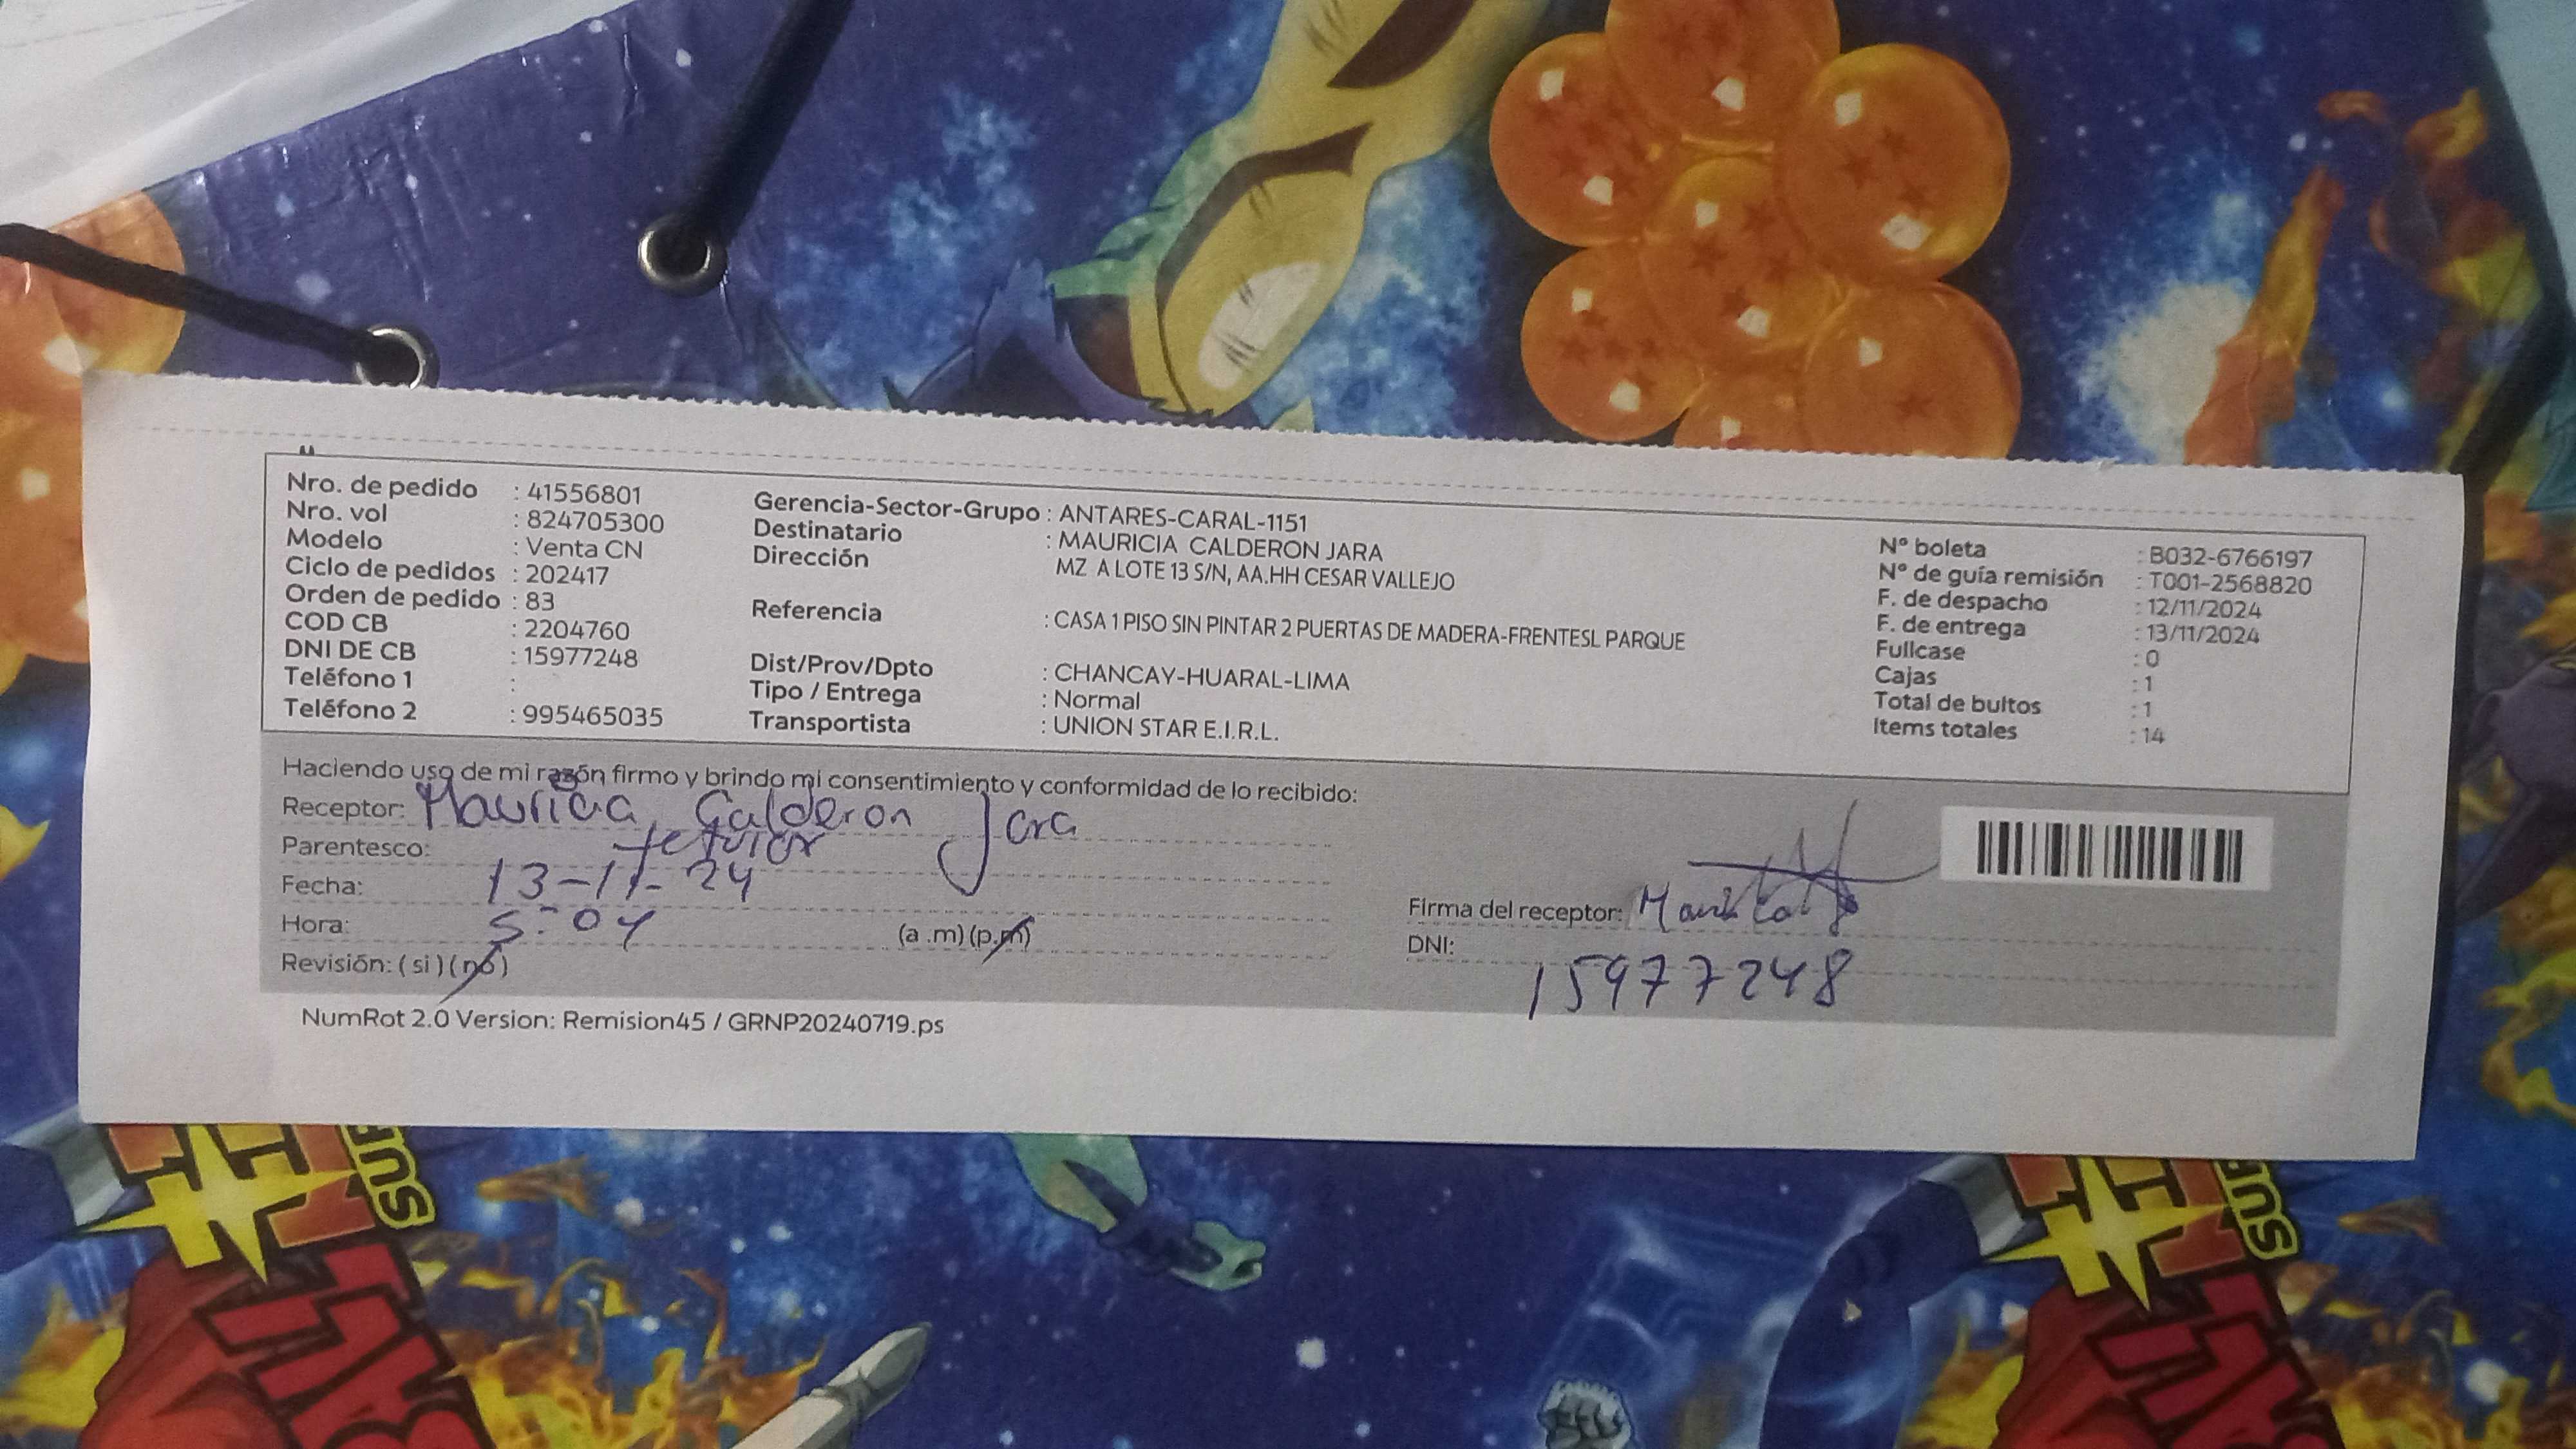 Nro. de pedido : 41556801
Nro. vol : 824705300
Modelo : Venta CN
Ciclo de pedidos : 202417
Orden de pedido : 83
COD CB : 2204760
DNI DE CB : 15977248
Teléfono 1 :
Teléfono 2 : 995465035
Gerencia-Sector-Grupo : ANTARES-CARAL-1151
Destinatario : MAURICIA CALDERON JARA
Dirección MZ A LOTE 13 S/N, AA.HH CESAR VALLEJO
Referencia : CASA 1 PISO SIN PINTAR 2 PUERTAS DE MADERA-FRENTESL PARQUE
Dist/Prov/Dpto : CHANCAY-HUARAL-LIMA
Tipo / Entrega : Normal
Transportista : UNION STAR E.I.R.L.
N° boleta : B032-6766197
N° de guía remisión : T001-2568820
F. de despacho : 12/11/2024
F. de entrega : 13/11/2024
Fullcase : 0
Cajas : 1
Total de bultos : 1
Items totales : 14
Haciendo uso de mi razón firmo y brindo mi consentimiento y conformidad de lo recibido:
Receptor: Mauricia Calderon Jara
Parentesco:
Fecha: 13-11-24
Hora: 5:04 (a .m) (p.m)
Revisión: ( si ) ( no )
Firma del receptor:
DNI: 15977248
NumRot 2.0 Version: Remision45 / GRNP20240719.ps
SUP
SUP